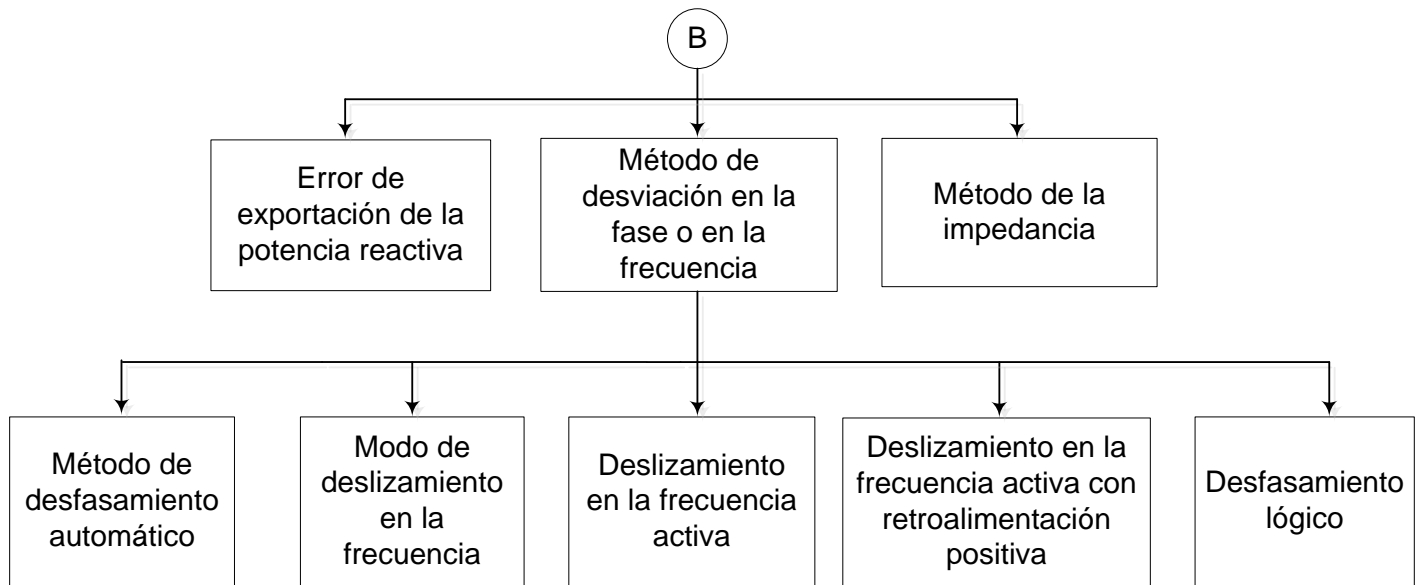 B
Error de
exportación de la
potencia reactiva
Método de
desviación en la
fase o en la
frecuencia
Método de la
impedancia
Método de
desfasamiento
automático
Modo de
deslizamiento
en la
frecuencia
Deslizamiento
en la frecuencia
activa
Deslizamiento en la
frecuencia activa con
retroalimentación
positiva
Desfasamiento
lógico